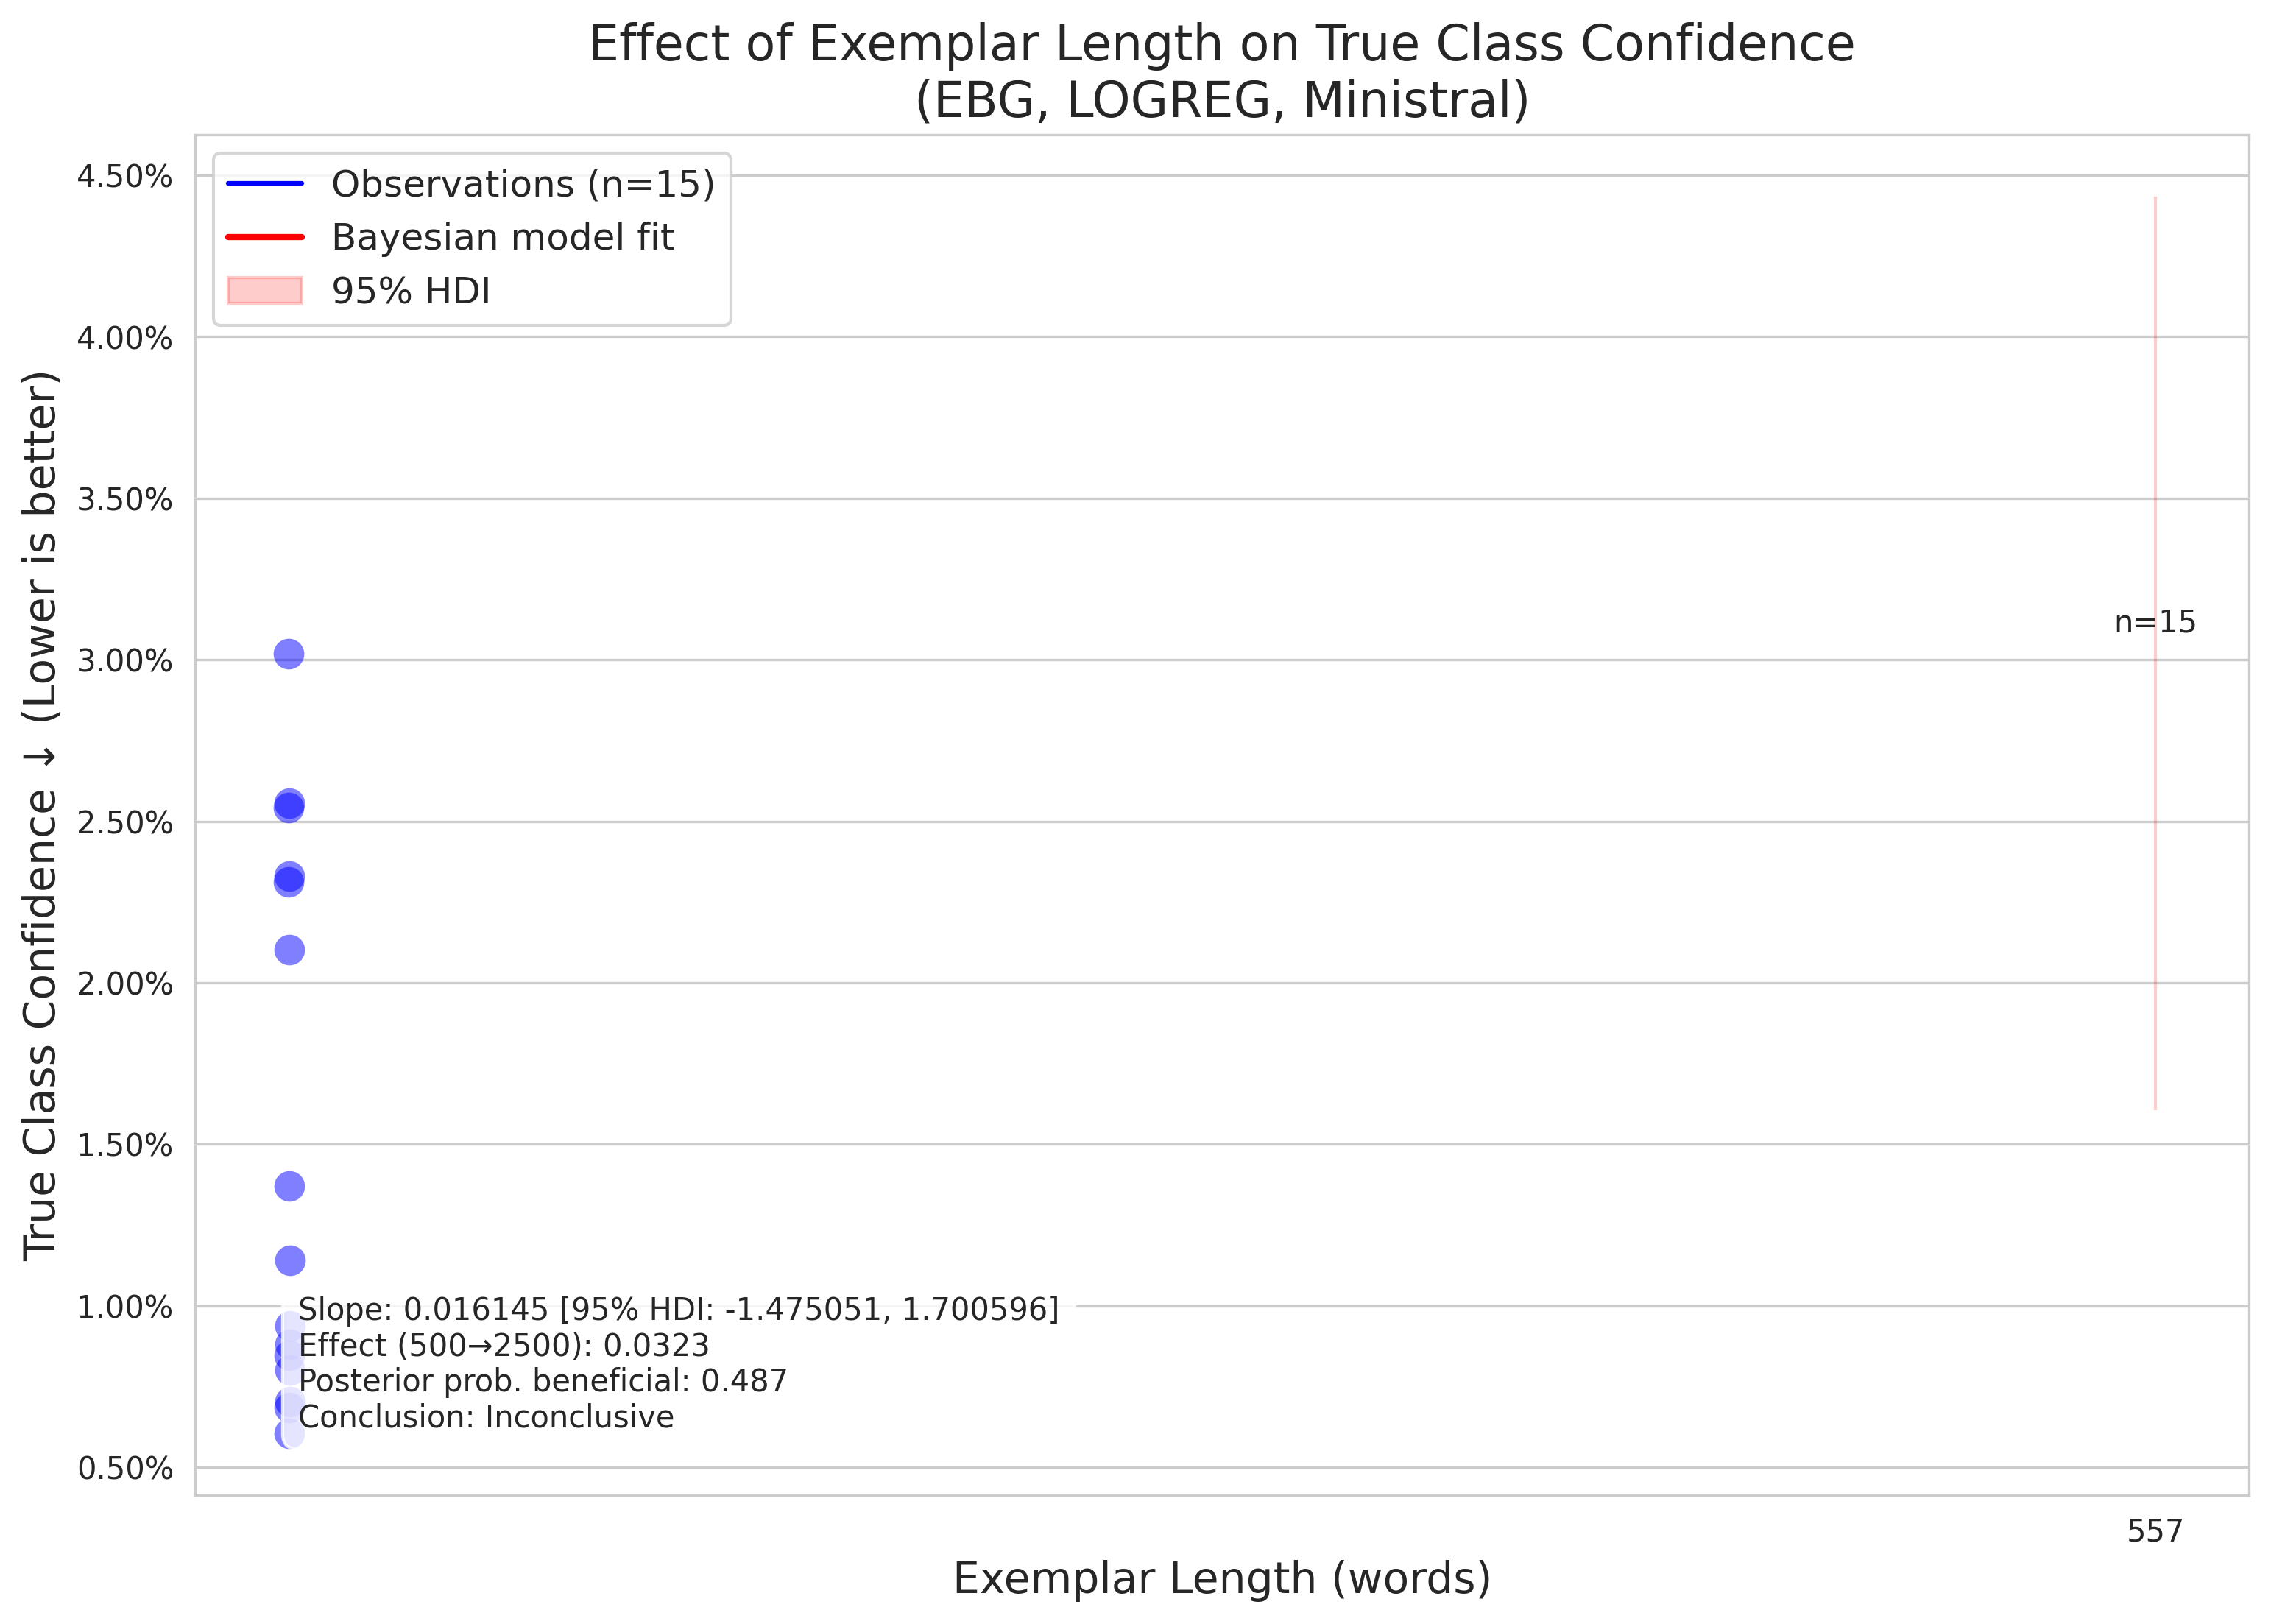 Effect of Exemplar Length on True Class Confidence
(EBG, LOGREG, Ministral)
True Class Confidence ↓ (Lower is better)
4.50%
4.00%
3.50%
3.00%
2.50%
2.00%
1.50%
1.00%
0.50%
Observations (n=15)
Bayesian model fit
95% HDI
n=15
Slope: 0.016145 [95% HDI: -1.475051, 1.700596]
Effect (500→2500): 0.0323
Posterior prob. beneficial: 0.487
Conclusion: Inconclusive
557
Exemplar Length (words)